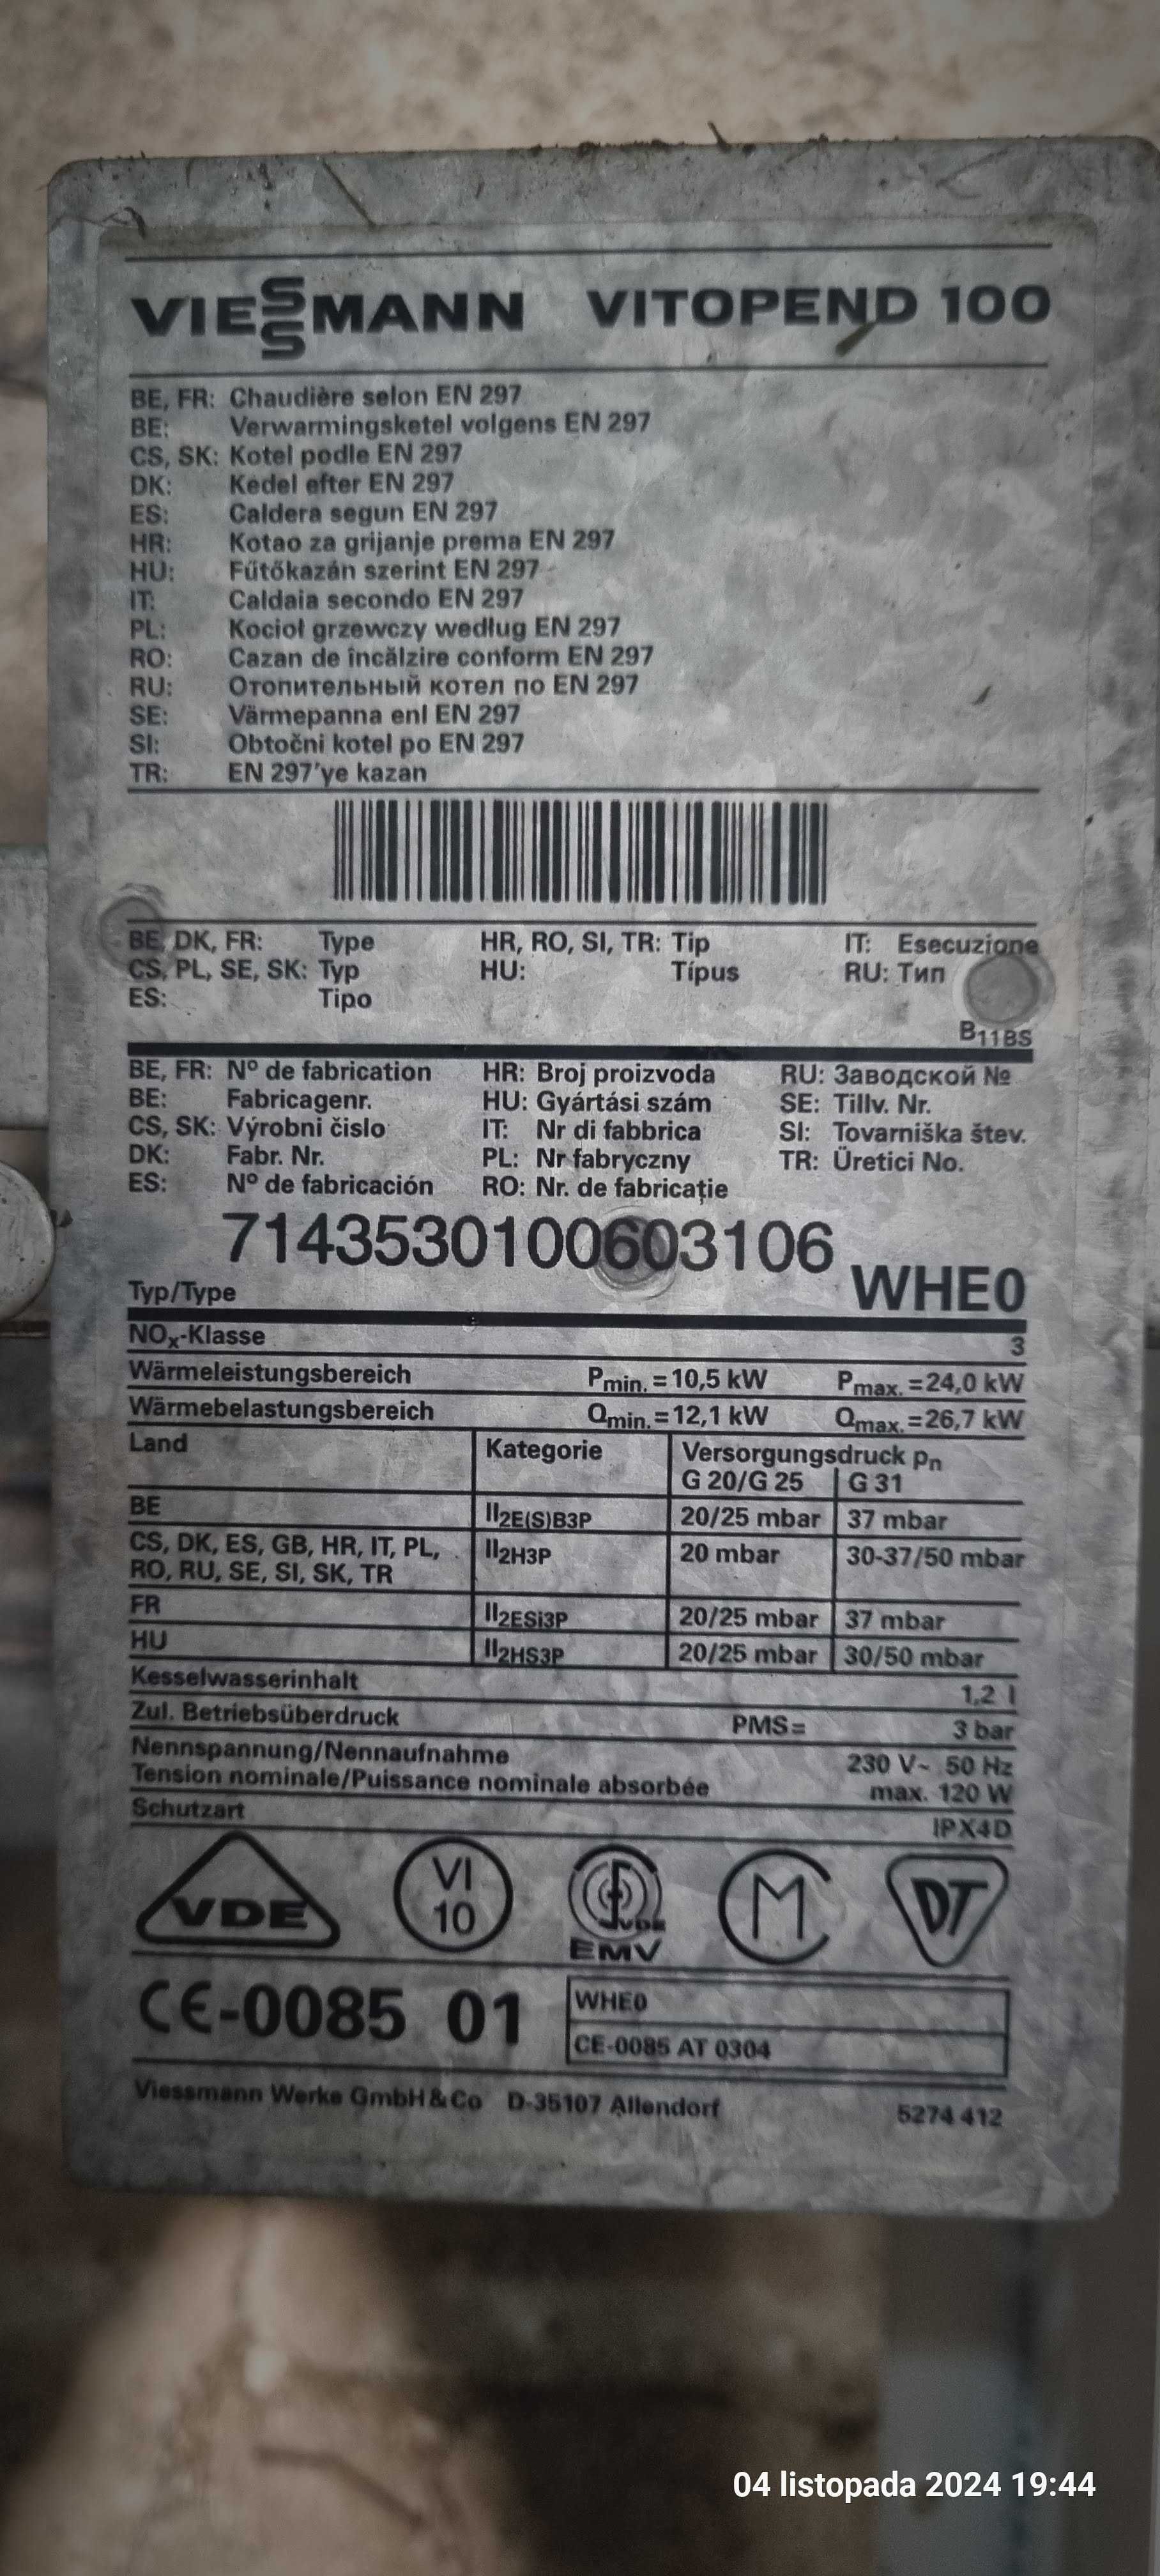 VIESSMANN VITOPEND 100
BE, FR: Chaudière selon EN 297
BE: Verwarmingsketel volgens EN 297
CS, SK: Kotel podle EN 297
DK: Kedel efter EN 297
ES: Caldera segun EN 297
HR: Kotao za grijanje prema EN 297
HU: Fűtőkazán szerint EN 297
IT: Caldaia secondo EN 297
PL: Kocioł grzewczy według EN 297
RO: Cazan de încălzire conform EN 297
RU: Отопительный котел по EN 297
SE: Värmepanna enl EN 297
SI: Obtočni kotel po EN 297
TR: EN 297'ye kazan
BE, DK, FR: Type HR, RO, SI, TR: Tip IT: Esecuzione
CS, PL, SE, SK: Typ HU: Típus RU: Тип
ES: Tipo
B11BS
BE, FR: Nº de fabrication HR: Broj proizvoda RU: Заводской №
BE: Fabricagenr. HU: Gyártási szám SE: Tillv. Nr.
CS, SK: Výrobni čislo IT: Nr di fabbrica SI: Tovarniška štev.
DK: Fabr. Nr. PL: Nr fabryczny TR: Üretici No.
ES: Nº de fabricación RO: Nr. de fabricaţie
7143530100603106
Typ/Type WHE0
NOx-Klasse 3
Wärmeleistungsbereich Pmin. = 10,5 kW Pmax. = 24,0 kW
Wärmebelastungsbereich Qmin. = 12,1 kW Qmax. = 26,7 kW
Land Kategorie Versorgungsdruck pn
G 20/G 25 G 31
BE II2E(S)B3P 20/25 mbar 37 mbar
CS, DK, ES, GB, HR, IT, PL, II2H3P 20 mbar 30-37/50 mbar
RO, RU, SE, SI, SK, TR
FR II2ESi3P 20/25 mbar 37 mbar
HU II2HS3P 20/25 mbar 30/50 mbar
Kesselwasserinhalt 1,2 l
Zul. Betriebsüberdruck PMS= 3 bar
Nennspannung/Nennaufnahme 230 V~ 50 Hz
Tension nominale/Puissance nominale absorbée max. 120 W
Schutzart IPX4D
VDE VI 10 VDE EMV M DT
CE-0085 01
WHE0
CE-0085 AT 0304
Viessmann Werke GmbH & Co D-35107 Allendorf 5274 412
04 listopada 2024 19:44